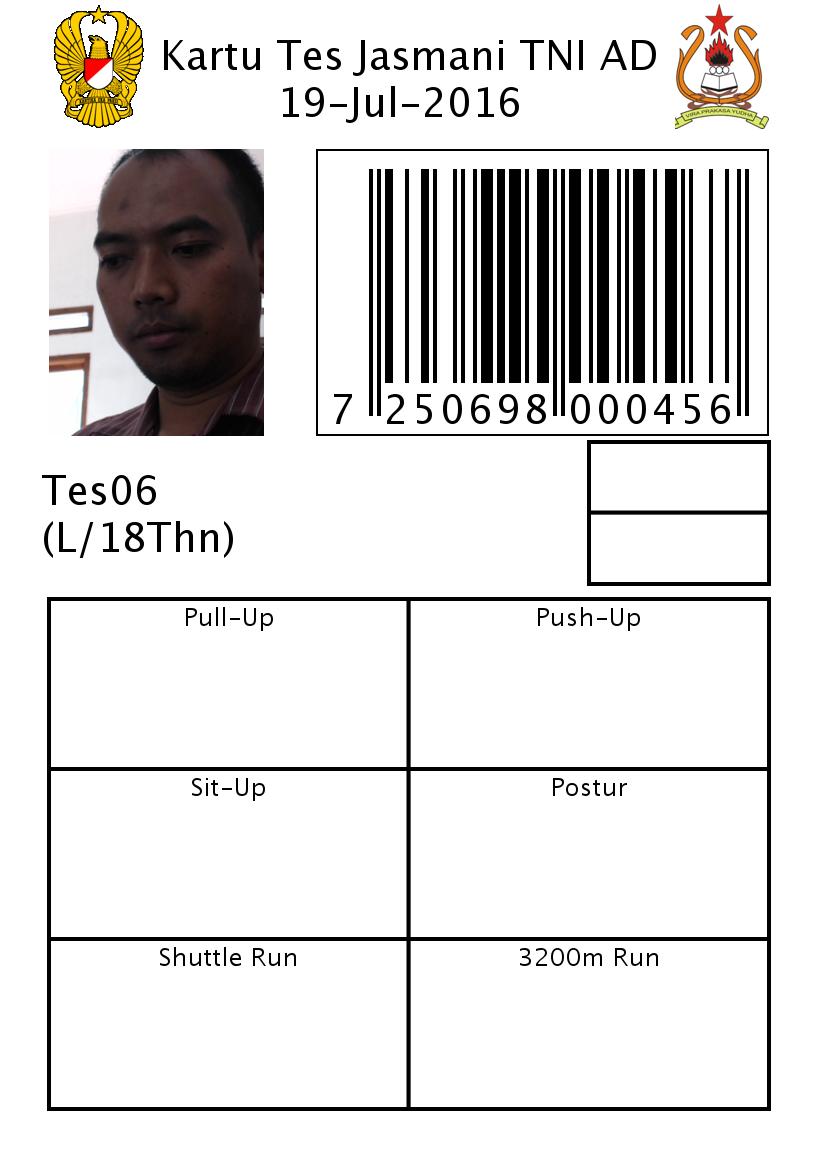 Kartu Tes Jasmani TNI AD
19-Jul-2016
VIRA PRAKASA YUDHA
7 250698 000456
Tes06
(L/18Thn)
Pull-Up
Push-Up
Sit-Up
Postur
Shuttle Run
3200m Run